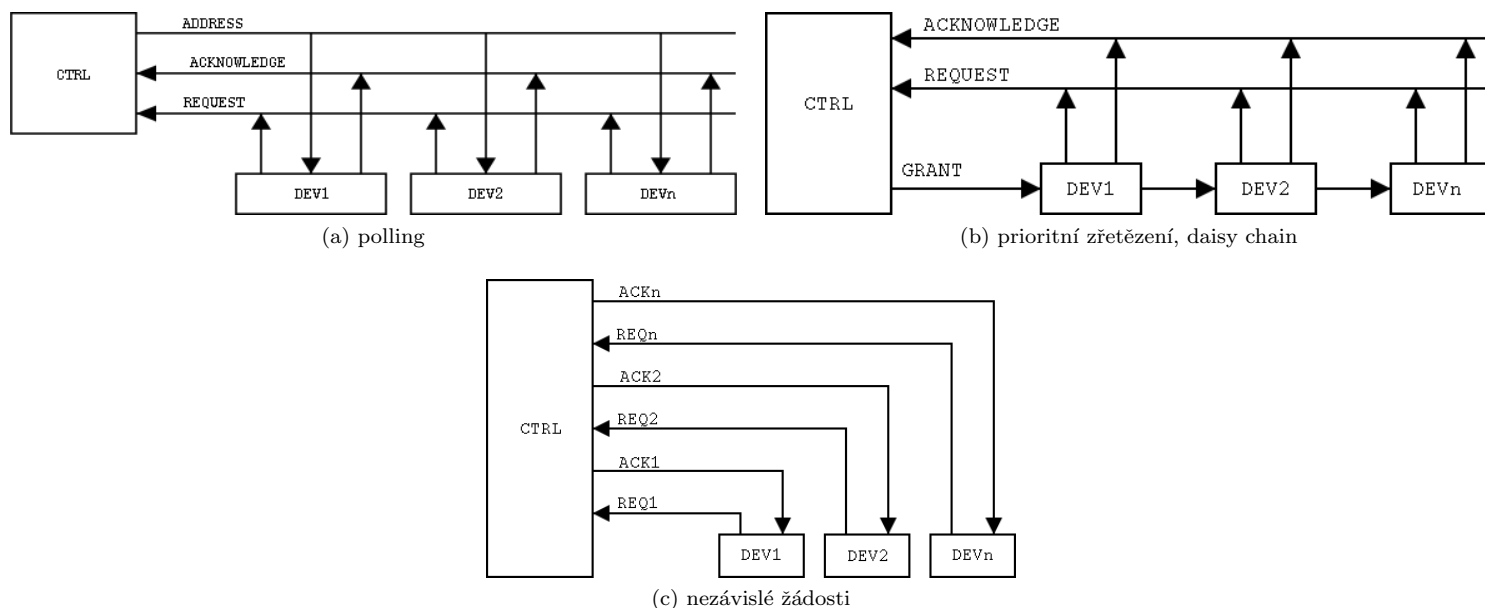 ADDRESS
ACKNOWLEDGE
REQUEST
CTRL
DEV1 DEV2 DEVn
(a) polling
ACKNOWLEDGE
REQUEST
CTRL
GRANT
DEV1 DEV2 DEVn
(b) prioritní zřetězení, daisy chain
ACKn
REQn
ACK2
CTRL
REQ2
ACK1
REQ1
DEV1 DEV2 DEVn
(c) nezávislé žádosti